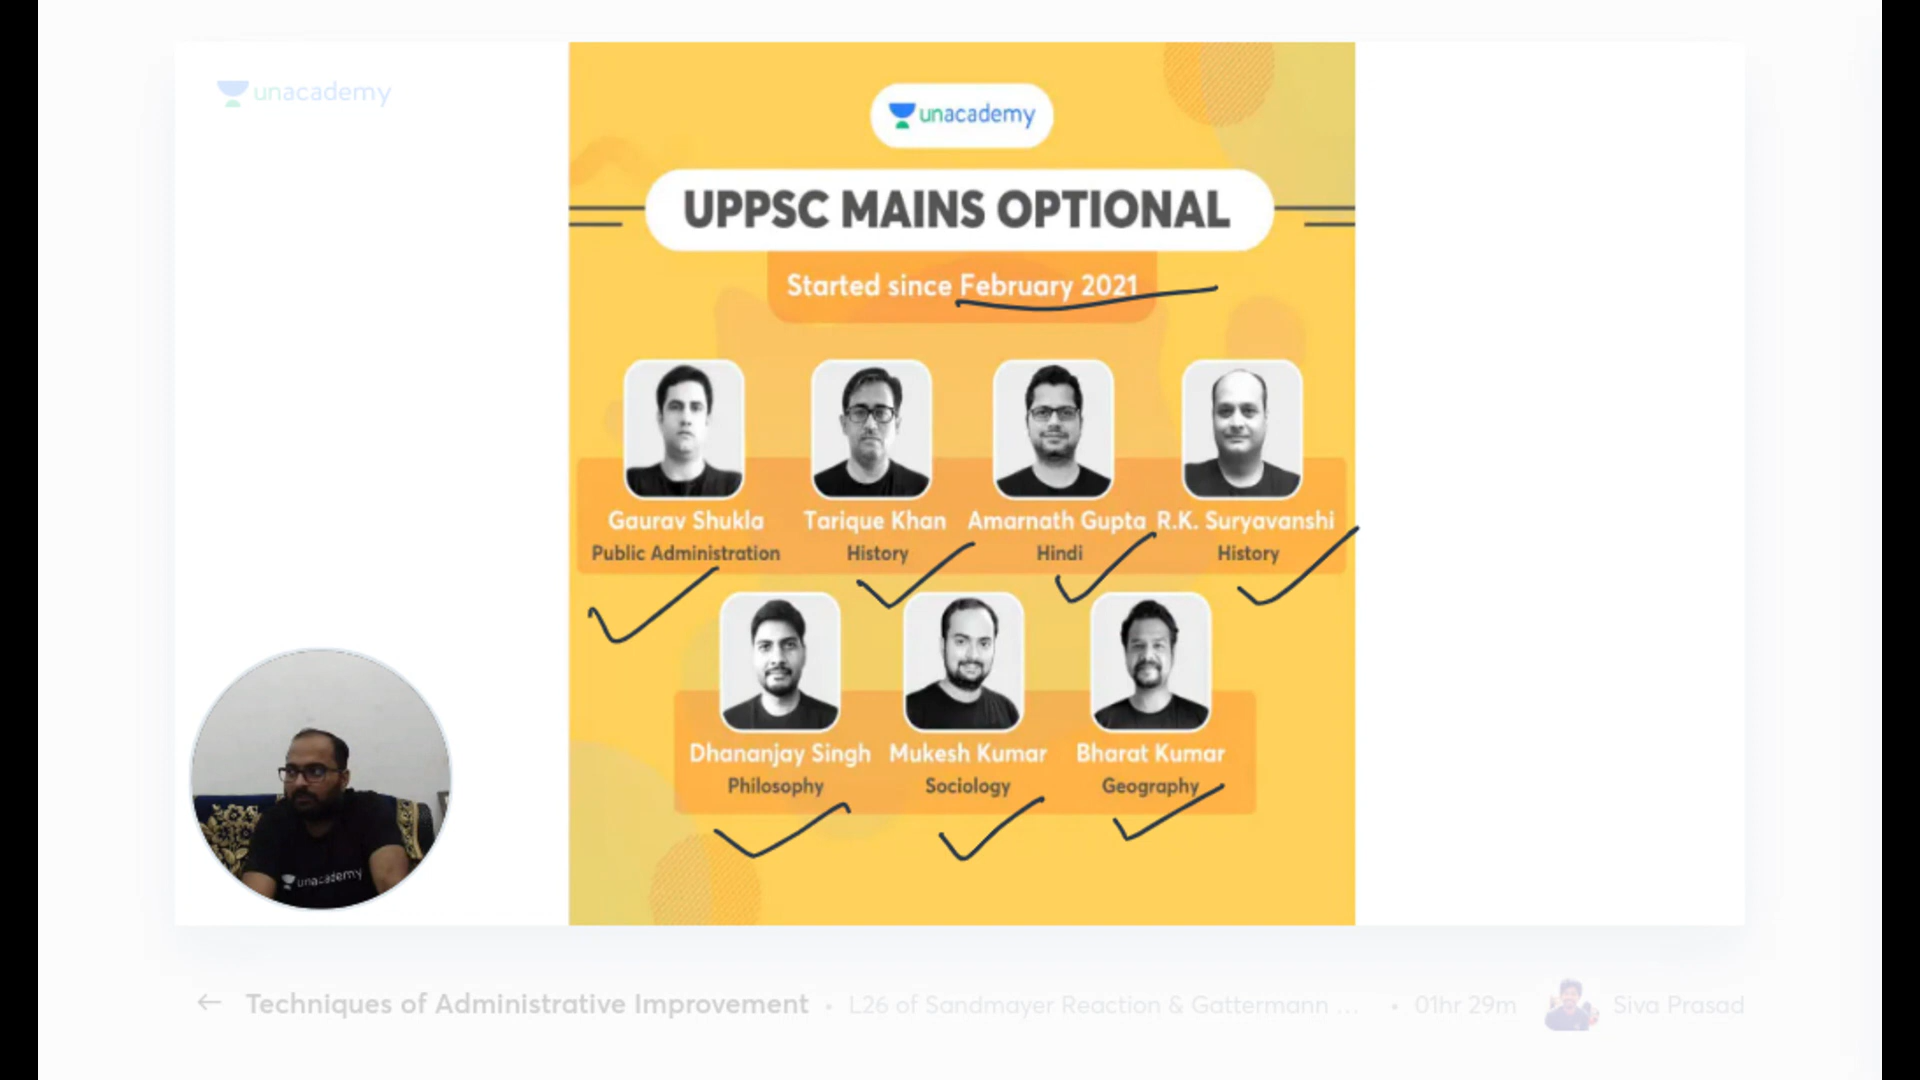 unacademy
unacademy
UPPSC MAINS OPTIONAL
Started since February 2021
Gaurav Shukla Tarique Khan Amarnath Gupta R.K. Suryavanshi
Public Administration History Hindi History
Dhananjay Singh Mukesh Kumar Bharat Kumar
Philosophy Sociology Geography
unacademy
← Techniques of Administrative Improvement • L26 of Sandmayer Reaction & Gattermann ... • 01hr 29m Siva Prasad